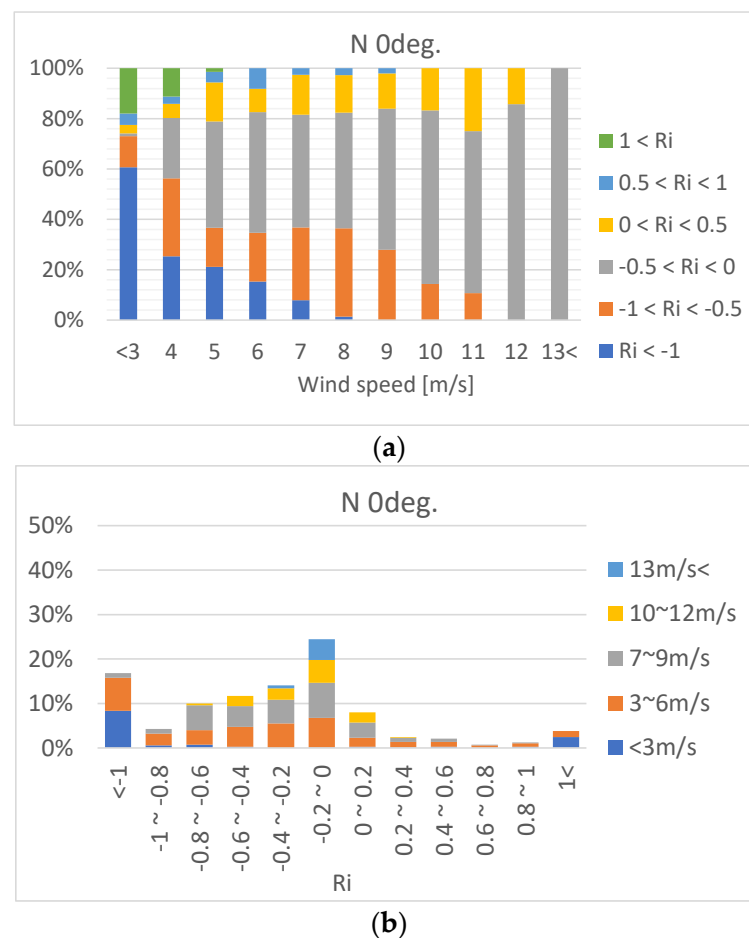 N 0deg.
100%
80%
60%
40%
20%
0%
<3 4 5 6 7 8 9 10 11 12 13<
Wind speed [m/s]
1 < Ri
0.5 < Ri < 1
0 < Ri < 0.5
-0.5 < Ri < 0
-1 < Ri < -0.5
Ri < -1
(a)
N 0deg.
50%
40%
30%
20%
10%
0%
<-1
-1 ~ -0.8
-0.8 ~ -0.6
-0.6 ~ -0.4
-0.4 ~ -0.2
-0.2 ~ 0
0 ~ 0.2
0.2 ~ 0.4
0.4 ~ 0.6
0.6 ~ 0.8
0.8 ~ 1
1<
Ri
13m/s<
10~12m/s
7~9m/s
3~6m/s
<3m/s
(b)